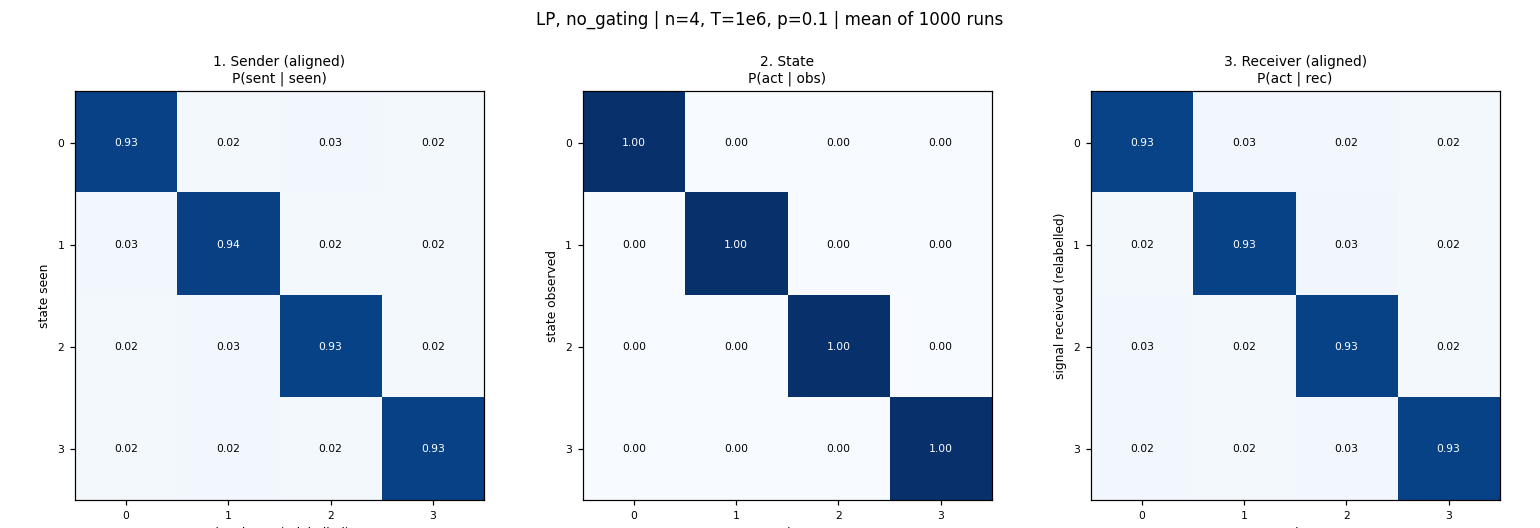 LP, no_gating | n=4, T=1e6, p=0.1 | mean of 1000 runs
1. Sender (aligned)
P(sent | seen)
state seen
0 0.93 0.02 0.03 0.02
1 0.03 0.94 0.02 0.02
2 0.02 0.03 0.93 0.02
3 0.02 0.02 0.02 0.93
0 1 2 3
2. State
P(act | obs)
state observed
0 1.00 0.00 0.00 0.00
1 0.00 1.00 0.00 0.00
2 0.00 0.00 1.00 0.00
3 0.00 0.00 0.00 1.00
0 1 2 3
3. Receiver (aligned)
P(act | rec)
signal received (relabelled)
0 0.93 0.03 0.02 0.02
1 0.02 0.93 0.03 0.02
2 0.03 0.02 0.93 0.02
3 0.02 0.02 0.03 0.93
0 1 2 3